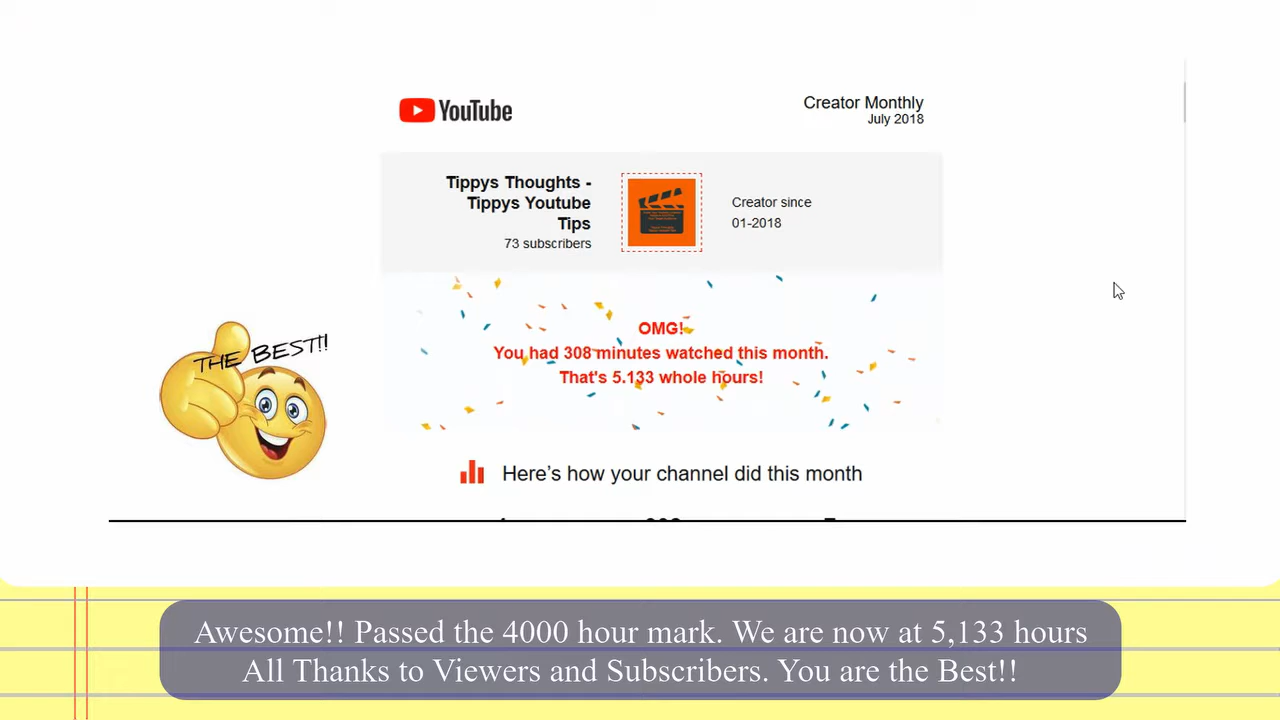 YouTube
Creator Monthly
July 2018
Tippys Thoughts -
Tippys Youtube
Tips
73 subscribers
Creator since
01-2018
OMG!
You had 308 minutes watched this month.
That's 5.133 whole hours!
THE BEST!!
Here's how your channel did this month
Awesome!! Passed the 4000 hour mark. We are now at 5,133 hours
All Thanks to Viewers and Subscribers. You are the Best!!